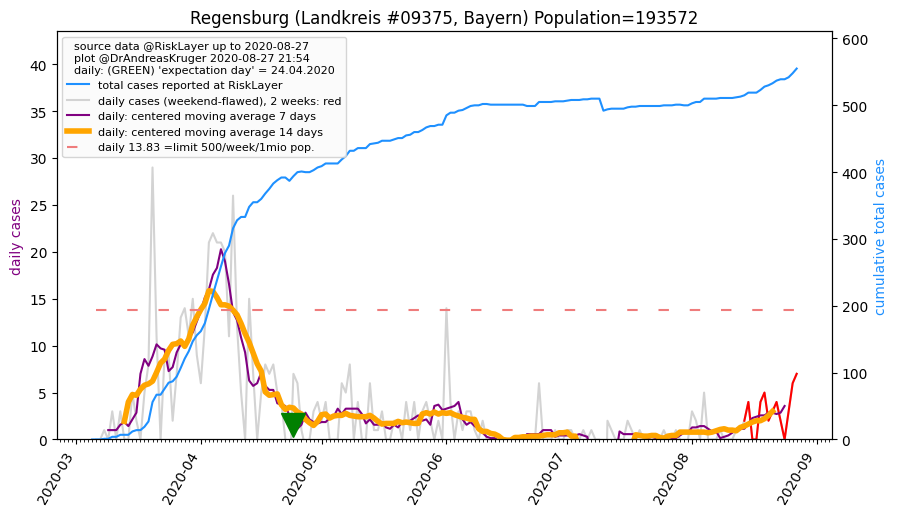 Regensburg (Landkreis #09375, Bayern) Population=193572
source data @RiskLayer up to 2020-08-27
plot @DrAndreasKruger 2020-08-27 21:54
daily: (GREEN) 'expectation day' = 24.04.2020
total cases reported at RiskLayer
daily cases (weekend-flawed), 2 weeks: red
daily: centered moving average 7 days
daily: centered moving average 14 days
daily 13.83 =limit 500/week/1mio pop.
daily cases
40
35
30
25
20
15
10
5
0
cumulative total cases
600
500
400
300
200
100
0
2020-03
2020-04
2020-05
2020-06
2020-07
2020-08
2020-09